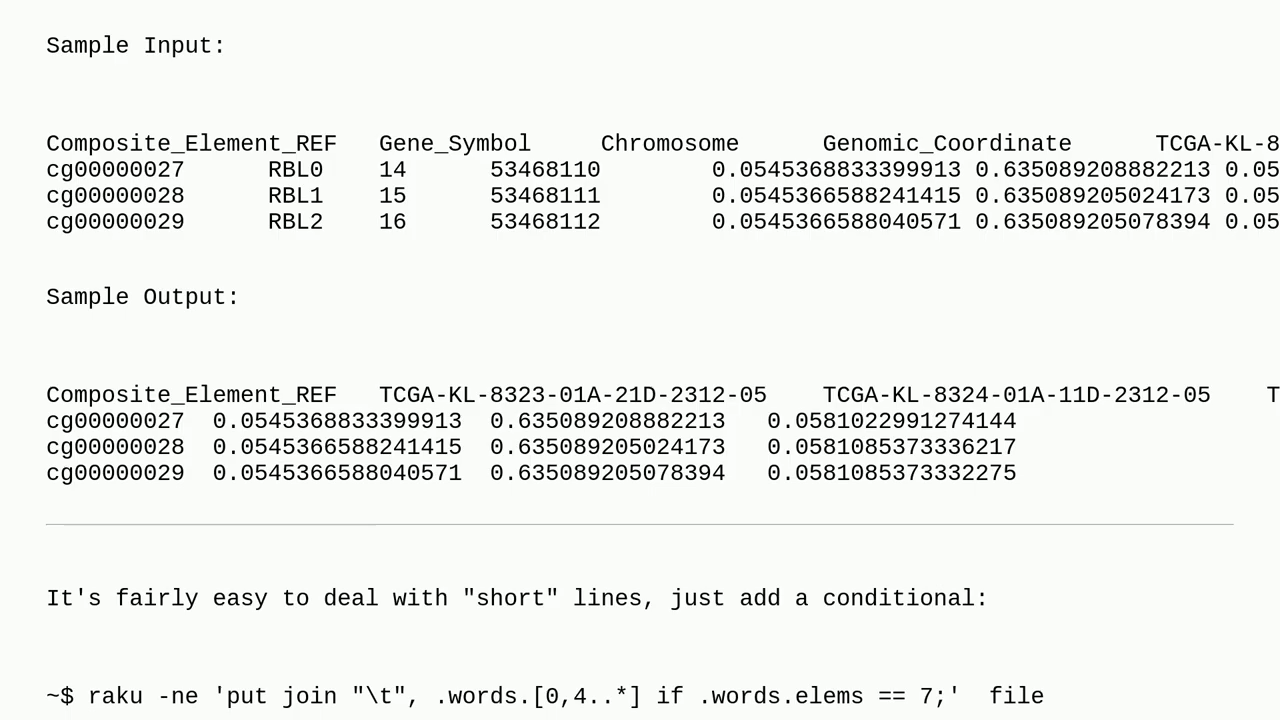 Sample Input:
Composite_Element_REF   Gene_Symbol     Chromosome      Genomic_Coordinate      TCGA-KL-8
cg00000027      RBL0    14      53468110        0.0545368833399913 0.635089208882213 0.05
cg00000028      RBL1    15      53468111        0.0545366588241415 0.635089205024173 0.05
cg00000029      RBL2    16      53468112        0.0545366588040571 0.635089205078394 0.05
Sample Output:
Composite_Element_REF   TCGA-KL-8323-01A-21D-2312-05    TCGA-KL-8324-01A-11D-2312-05    T
cg00000027  0.0545368833399913  0.635089208882213   0.0581022991274144
cg00000028  0.0545366588241415  0.635089205024173   0.0581085373336217
cg00000029  0.0545366588040571  0.635089205078394   0.0581085373332275
It's fairly easy to deal with "short" lines, just add a conditional:
~$ raku -ne 'put join "\t", .words.[0,4..*] if .words.elems == 7;'  file